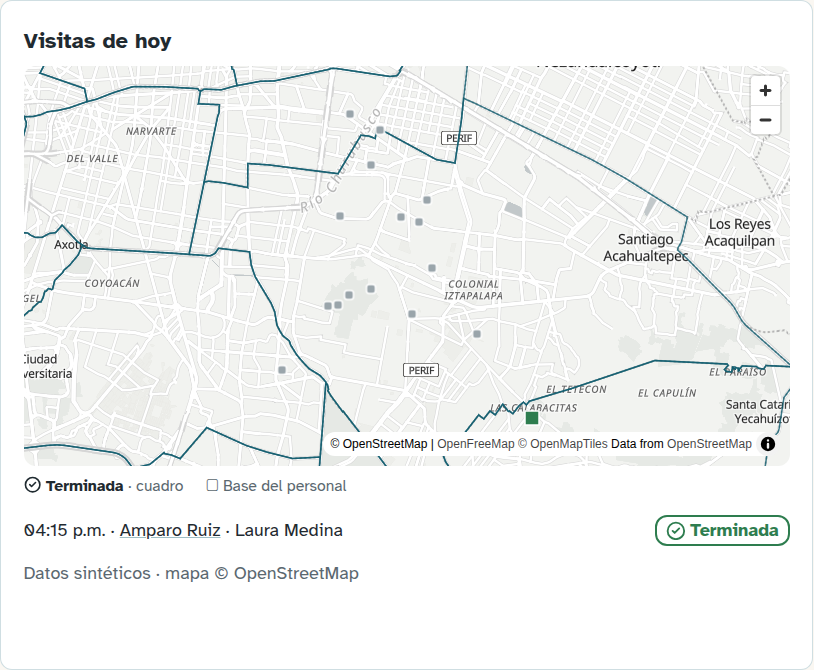 Visitas de hoy
+
−
NARVARTE
PERIF
DEL VALLE
Río Churubusco
Los Reyes
Acaquilpan
Santiago
Acahualtepec
Axotla
COYOACÁN
COLONIAL
IZTAPALAPA
Ciudad
versitaria
PERIF
EL PARAÍSO
EL TETECON
EL CAPULÍN
LAS CATARACITAS
Santa Catari
Yecahuizo
© OpenStreetMap | OpenFreeMap © OpenMapTiles Data from OpenStreetMap
Terminada · cuadro
Base del personal
04:15 p.m. · Amparo Ruiz · Laura Medina
Terminada
Datos sintéticos · mapa © OpenStreetMap